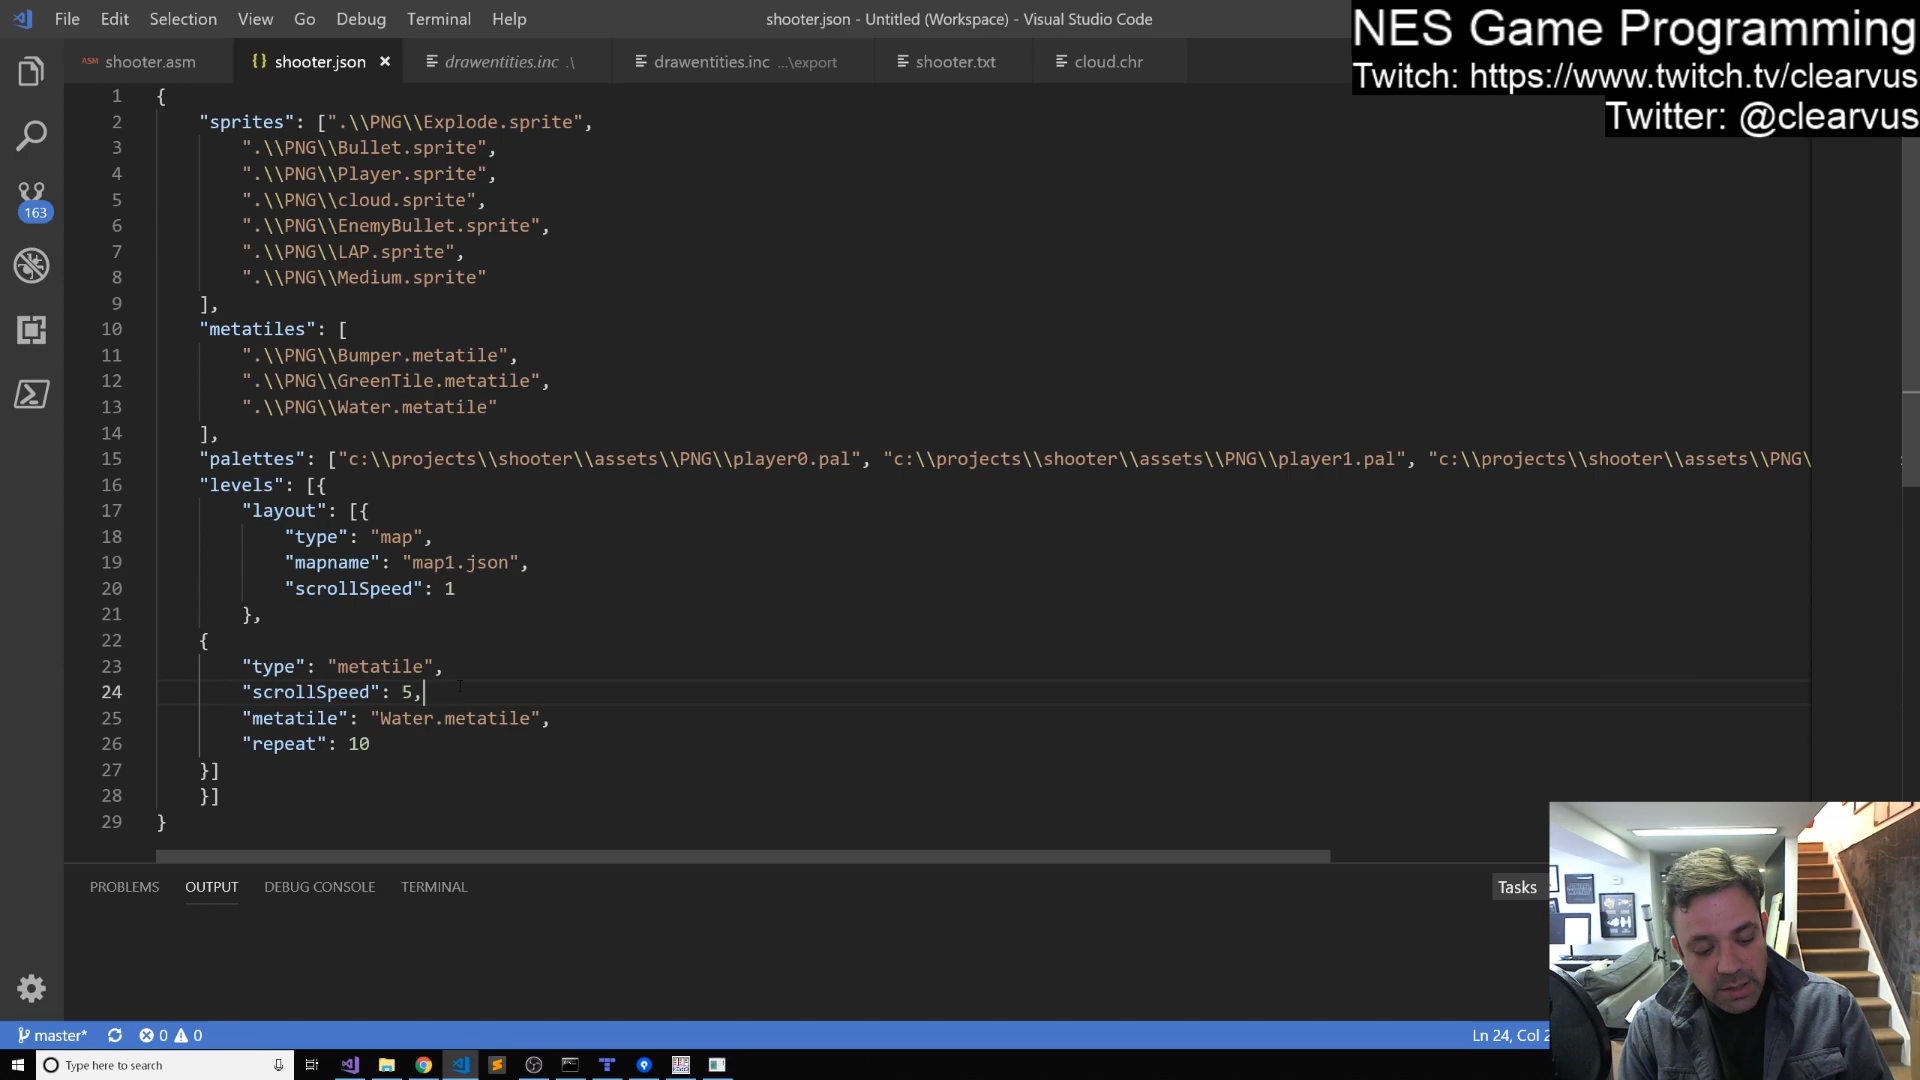 File Edit Selection View Go Debug Terminal Help
shooter.json - Untitled (Workspace) - Visual Studio Code
NES Game Programming
Twitch: https://www.twitch.tv/clearvus
Twitter: @clearvus
ASM shooter.asm
{ } shooter.json ×
drawentities.inc .\
drawentities.inc ...\export
shooter.txt
cloud.chr
163
1 {
2 "sprites": [".\\PNG\\Explode.sprite",
3 ".\\PNG\\Bullet.sprite",
4 ".\\PNG\\Player.sprite",
5 ".\\PNG\\cloud.sprite",
6 ".\\PNG\\EnemyBullet.sprite",
7 ".\\PNG\\LAP.sprite",
8 ".\\PNG\\Medium.sprite"
9 ],
10 "metatiles": [
11 ".\\PNG\\Bumper.metatile",
12 ".\\PNG\\GreenTile.metatile",
13 ".\\PNG\\Water.metatile"
14 ],
15 "palettes": ["c:\\projects\\shooter\\assets\\PNG\\player0.pal", "c:\\projects\\shooter\\assets\\PNG\\player1.pal", "c:\\projects\\shooter\\assets\\PNG\
16 "levels": [{
17 "layout": [{
18 "type": "map",
19 "mapname": "map1.json",
20 "scrollSpeed": 1
21 },
22 {
23 "type": "metatile",
24 "scrollSpeed": 5,
25 "metatile": "Water.metatile",
26 "repeat": 10
27 }]
28 }]
29 }
PROBLEMS OUTPUT DEBUG CONSOLE TERMINAL
Tasks
master* 0 0
Ln 24, Col 2
Type here to search